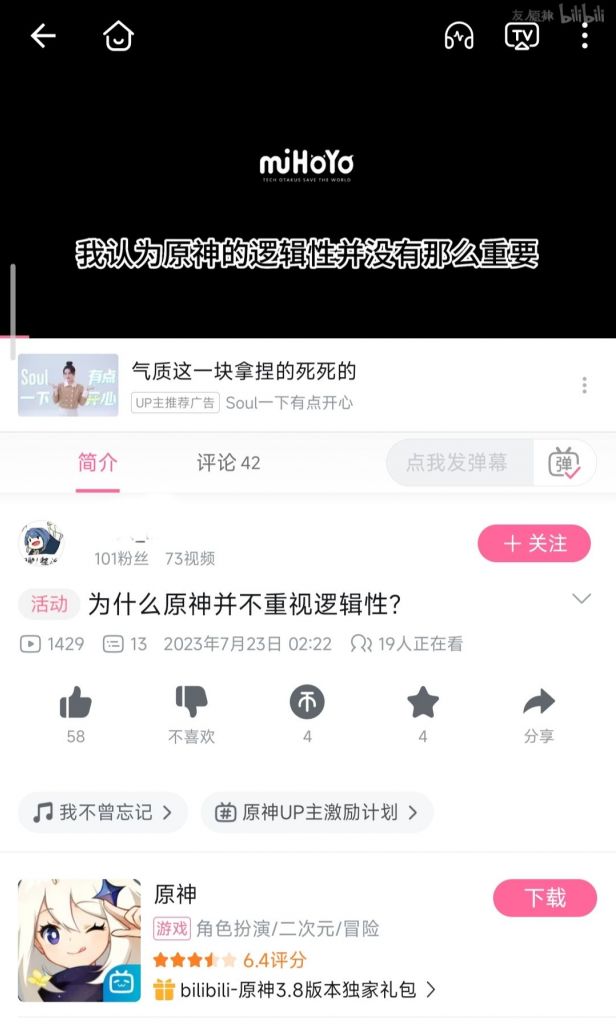 bilibili
TV
miHoYo
TECH OTAKUS SAVE THE WORLD
我认为原神的逻辑性并没有那么重要
Soul 有点
一下 开心
气质这一块拿捏的死死的
UP主推荐广告 Soul一下有点开心
简介 评论 42 点我发弹幕 弹
101粉丝 73视频
+ 关注
活动 为什么原神并不重视逻辑性?
1429 13 2023年7月23日 02:22 19人正在看
58 不喜欢 4 4 分享
我不曾忘记 >
原神UP主激励计划 >
原神
下载
游戏 角色扮演/二次元/冒险
6.4评分
bilibili-原神3.8版本独家礼包 >